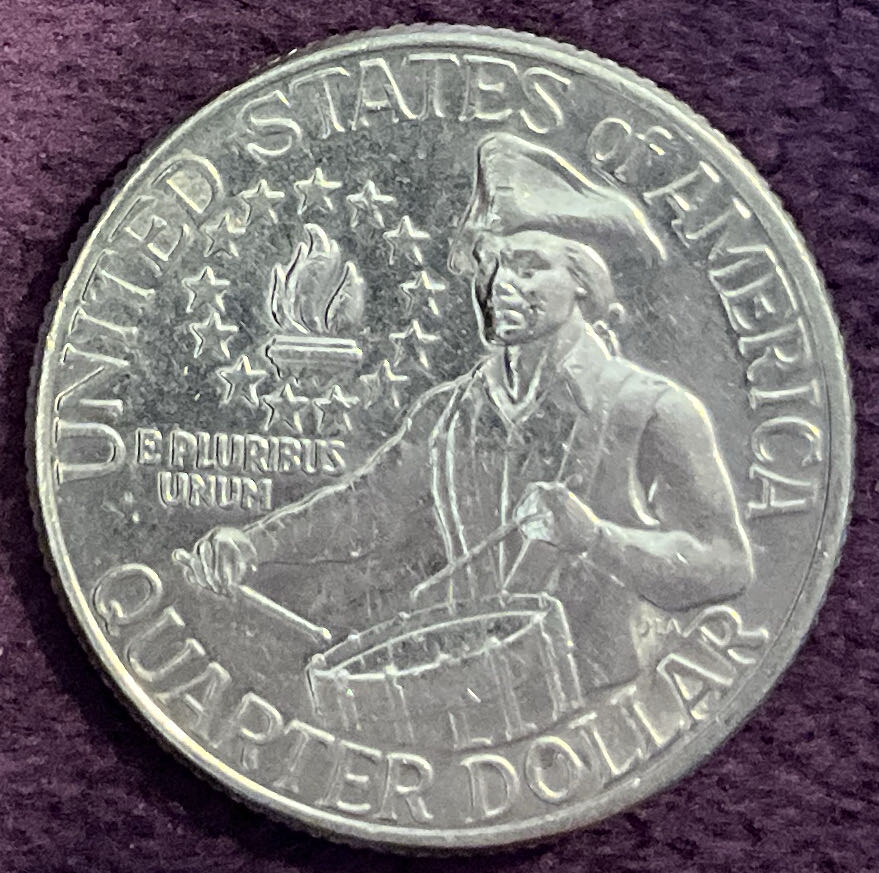 UNITED STATES of AMERICA
E PLURIBUS
UNUM
QUARTER DOLLAR